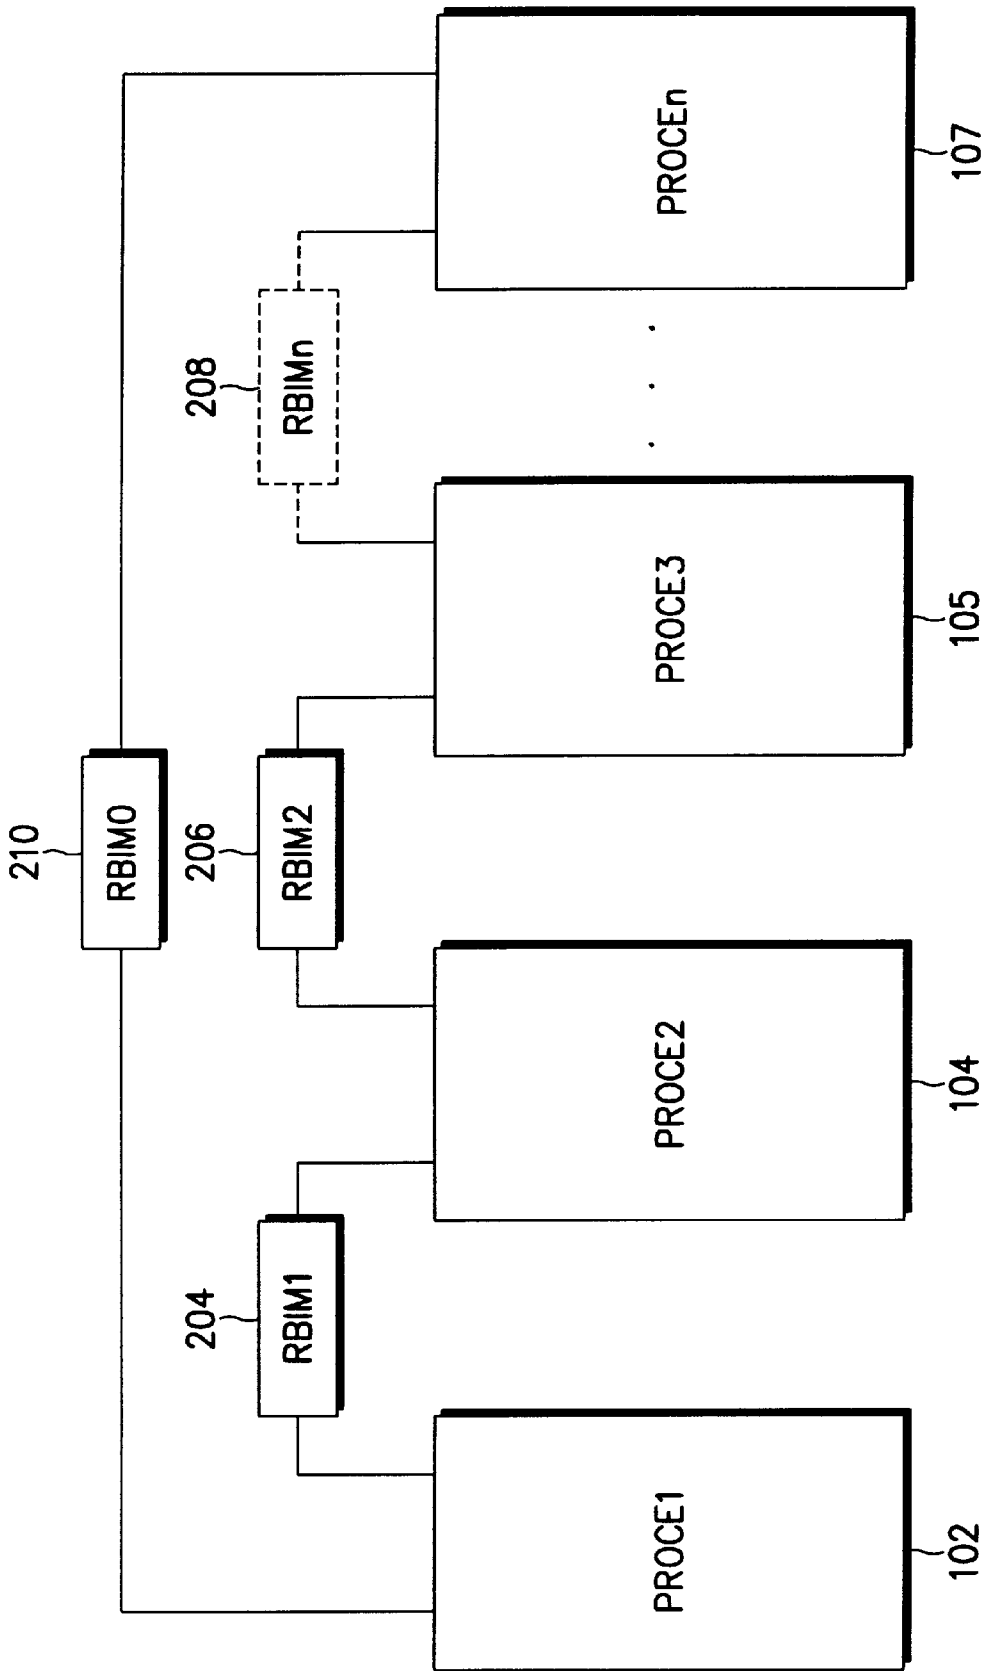 210
RBIM0
204
RBIM1
206
RBIM2
208
RBIMn
PROCE1
PROCE2
PROCE3
. . .
PROCEn
102
104
105
107